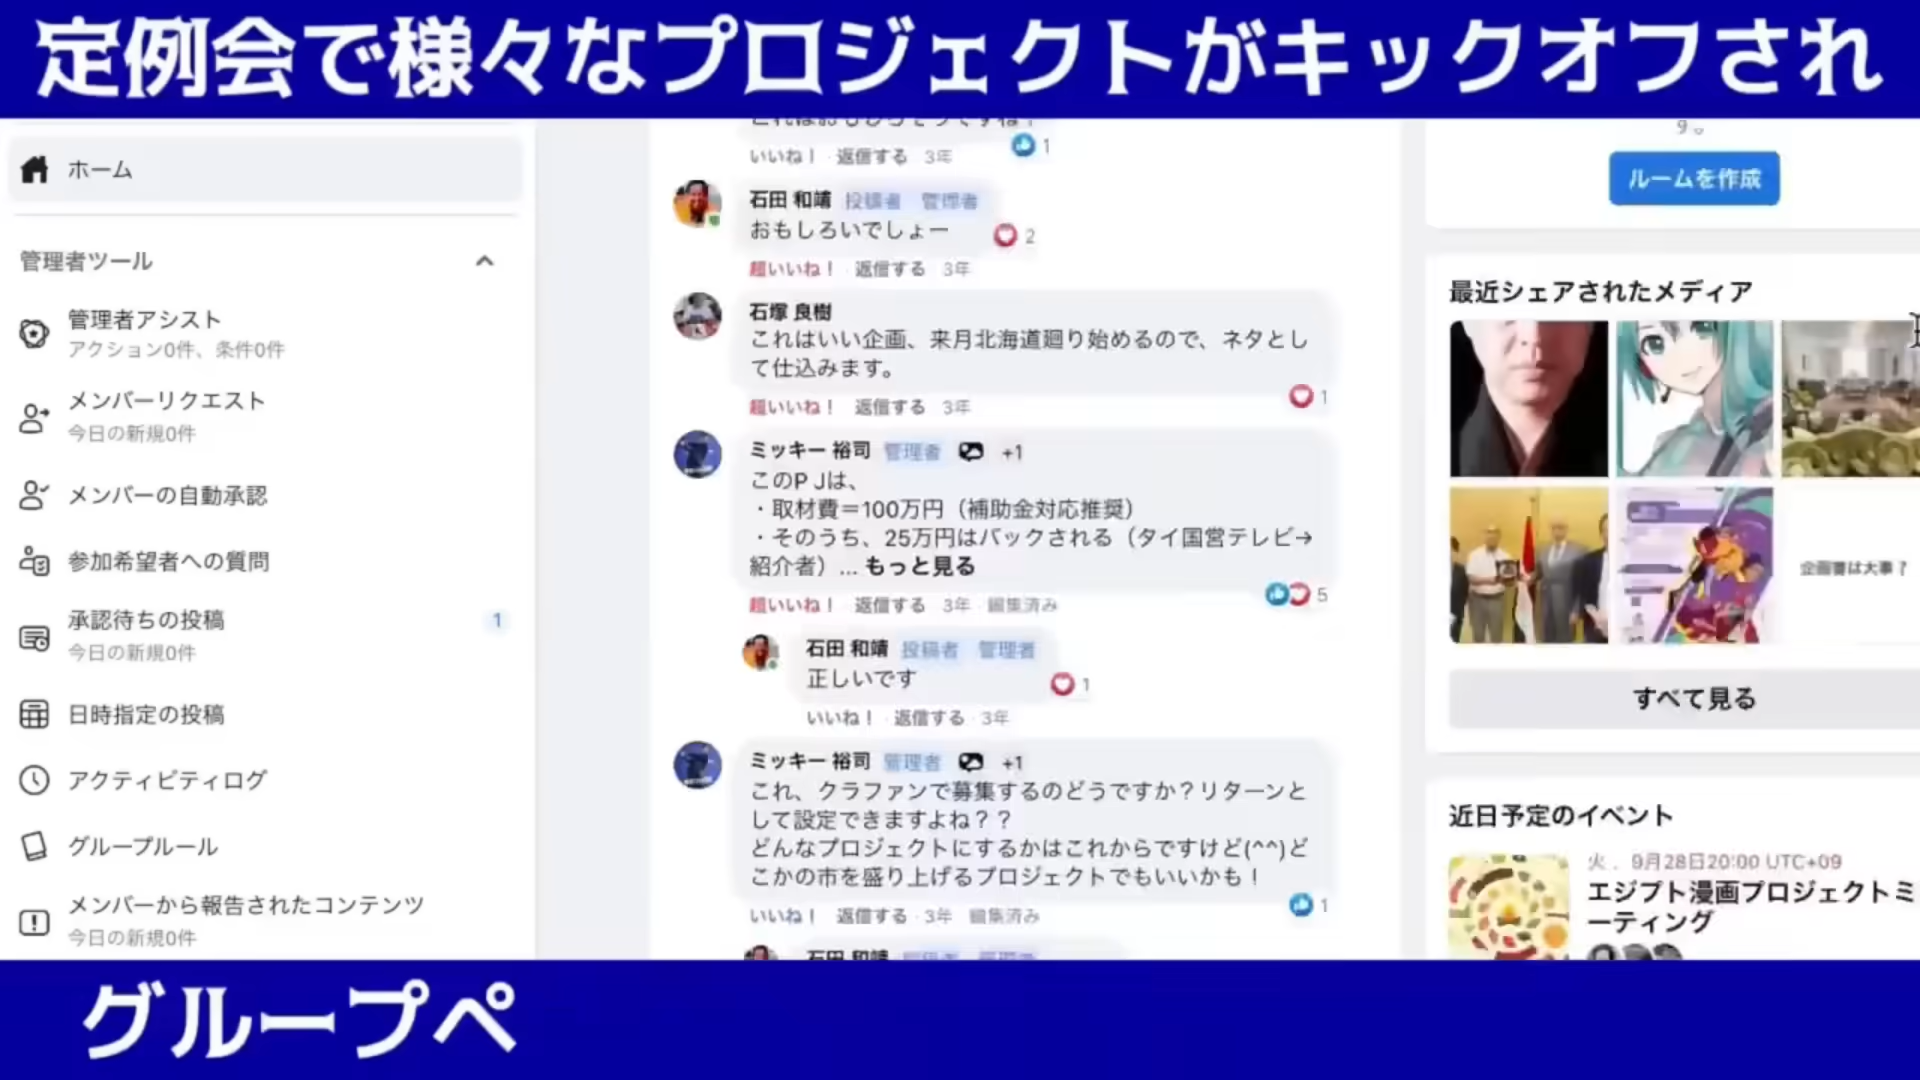 定例会で様々なプロジェクトがキックオフされ
ホーム
管理者ツール
管理者アシスト
アクション0件、条件0件
メンバーリクエスト
今日の新規0件
メンバーの自動承認
参加希望者への質問
承認待ちの投稿
1
今日の新規0件
日時指定の投稿
アクティビティログ
グループルール
メンバーから報告されたコンテンツ
今日の新規0件
いいね！ 返信する 3年
1
石田 和靖 投稿者 管理者
おもしろいでしょー
2
超いいね！ 返信する 3年
石塚 良樹
これはいい企画、来月北海道廻り始めるので、ネタとし
て仕込みます。
1
超いいね！ 返信する 3年
ミッキー 裕司 管理者 +1
このPJは、
・取材費＝100万円（補助金対応推奨）
・そのうち、25万円はバックされる（タイ国営テレビ→
紹介者）... もっと見る
5
超いいね！ 返信する 3年 編集済み
石田 和靖 投稿者 管理者
正しいです
1
いいね！ 返信する 3年
ミッキー 裕司 管理者 +1
これ、クラファンで募集するのどうですか？リターンと
して設定できますよね？？
どんなプロジェクトにするかはこれからですけど(^^)ど
こかの市を盛り上げるプロジェクトでもいいかも！
1
いいね！ 返信する 3年 編集済み
石田 和靖 投稿者 管理者
ルームを作成
最近シェアされたメディア
企画書は大事？
すべて見る
近日予定のイベント
火、9月28日20:00 UTC+09
エジプト漫画プロジェクトミ
ーティング
グループペ